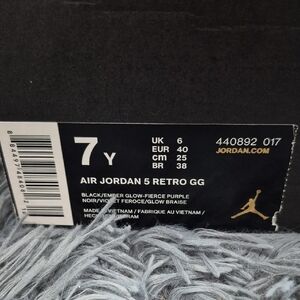 7 Y
UK 6
EUR 40
cm 25
BR 38
440892 017
JORDAN.COM
AIR JORDAN 5 RETRO GG
BLACK/EMBER GLOW-FIERCE PURPLE
NOIR/VIOLET FEROCE/GLOW BRAISE
MADE IN VIETNAM / FABRIQUE AU VIETNAM /